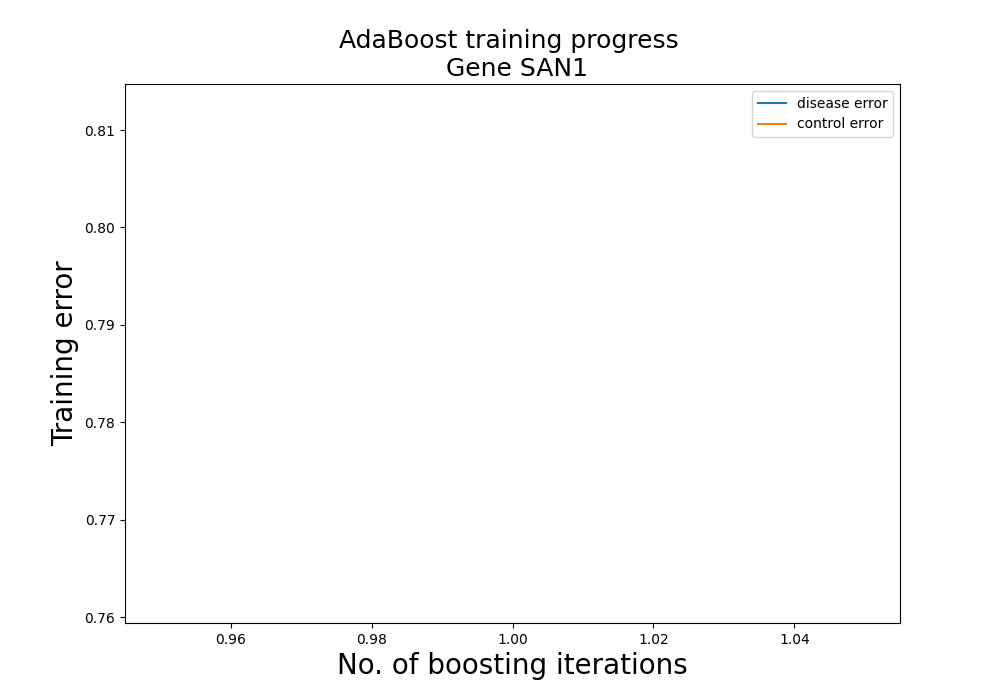 AdaBoost training progress
Gene SAN1
disease error
control error
0.81
0.80
0.79
0.78
0.77
0.76
Training error
0.96
0.98
1.00
1.02
1.04
No. of boosting iterations